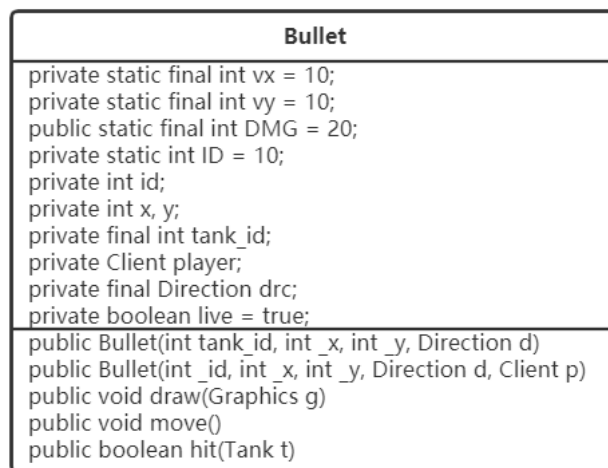 Bullet
private static final int vx = 10;
private static final int vy = 10;
public static final int DMG = 20;
private static int ID = 10;
private int id;
private int x, y;
private final int tank_id;
private Client player;
private final Direction drc;
private boolean live = true;
public Bullet(int tank_id, int _x, int _y, Direction d)
public Bullet(int _id, int _x, int _y, Direction d, Client p)
public void draw(Graphics g)
public void move()
public boolean hit(Tank t)